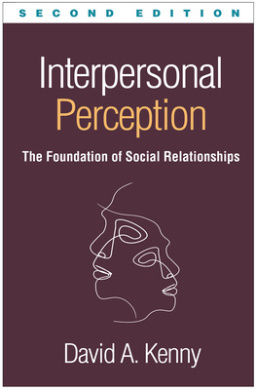 SECOND EDITION
Interpersonal
Perception
The Foundation of Social Relationships
David A. Kenny